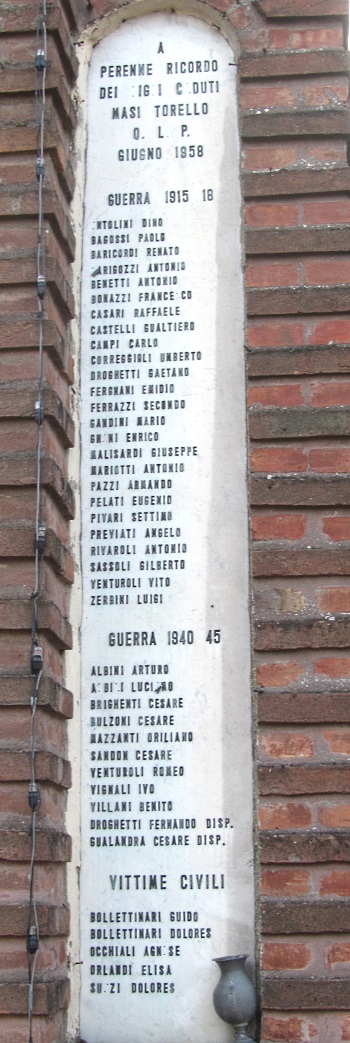 A
PERENNE RICORDO
DEI
MASI TORELLO
Q. L. P.
GIUGNO 1958
GUERRA 1915 18
DINO
BAGOSSI PAOLO
BARICORDI RENATO
ANTONIO
BENETTI ANTONIO
BONAZZI
CASARI RAFFAELE
CASTELLI GUALTIERO
CAMPI CARLO
CORREGGIOLI UMBERTO
DROGHETTI GAETANO
FERGNANI EMIDIO
FERRAZZI SECONDO
GANDINI MARIO
ENRICO
MALISARDI GIUSEPPE
MARIOTTI ANTONIO
PAZZI ARMANDO
PELATI EUGENIO
PIVARI SETTIMO
PREVIATI ANGELO
RIVAROLI ANTONIO
SASSOLI GILBERTO
VENTUROLI VITO
ZERBINI LUIGI
GUERRA 1940 45
ALBINI ARTURO
BRIGHENTI CESARE
BULZONI CESARE
MAZZANTI ORILIANO
SANDON CESARE
VENTUROLI ROMEO
VIGNALI IVO
VILLANI BENITO
DROGHETTI FERNANDO DISP.
GUALANDRA CESARE DISP.
VITTIME CIVILI
BOLLETTINARI GUIDO
BOLLETTINARI DOLORES
OCCHIALI
ORLANDI ELISA
DOLORES